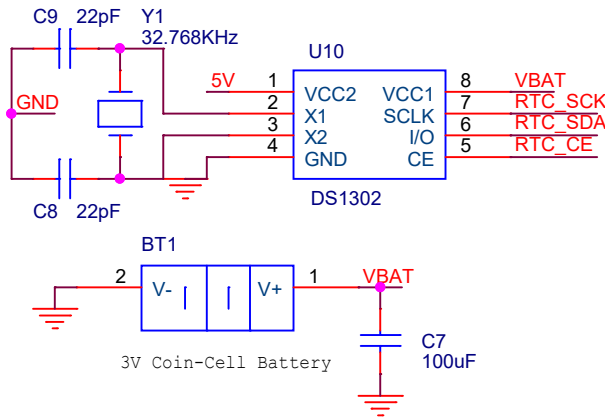 C9 22pF Y1
32.768KHz
U10
GND
5V 1 VCC2 VCC1 8 VBAT
2 X1 SCLK 7 RTC_SCK
3 X2 I/O 6 RTC_SDA
4 GND CE 5 RTC_CE
C8 22pF
DS1302
BT1
2 V- V+ 1 VBAT
C7
100uF
3V Coin-Cell Battery